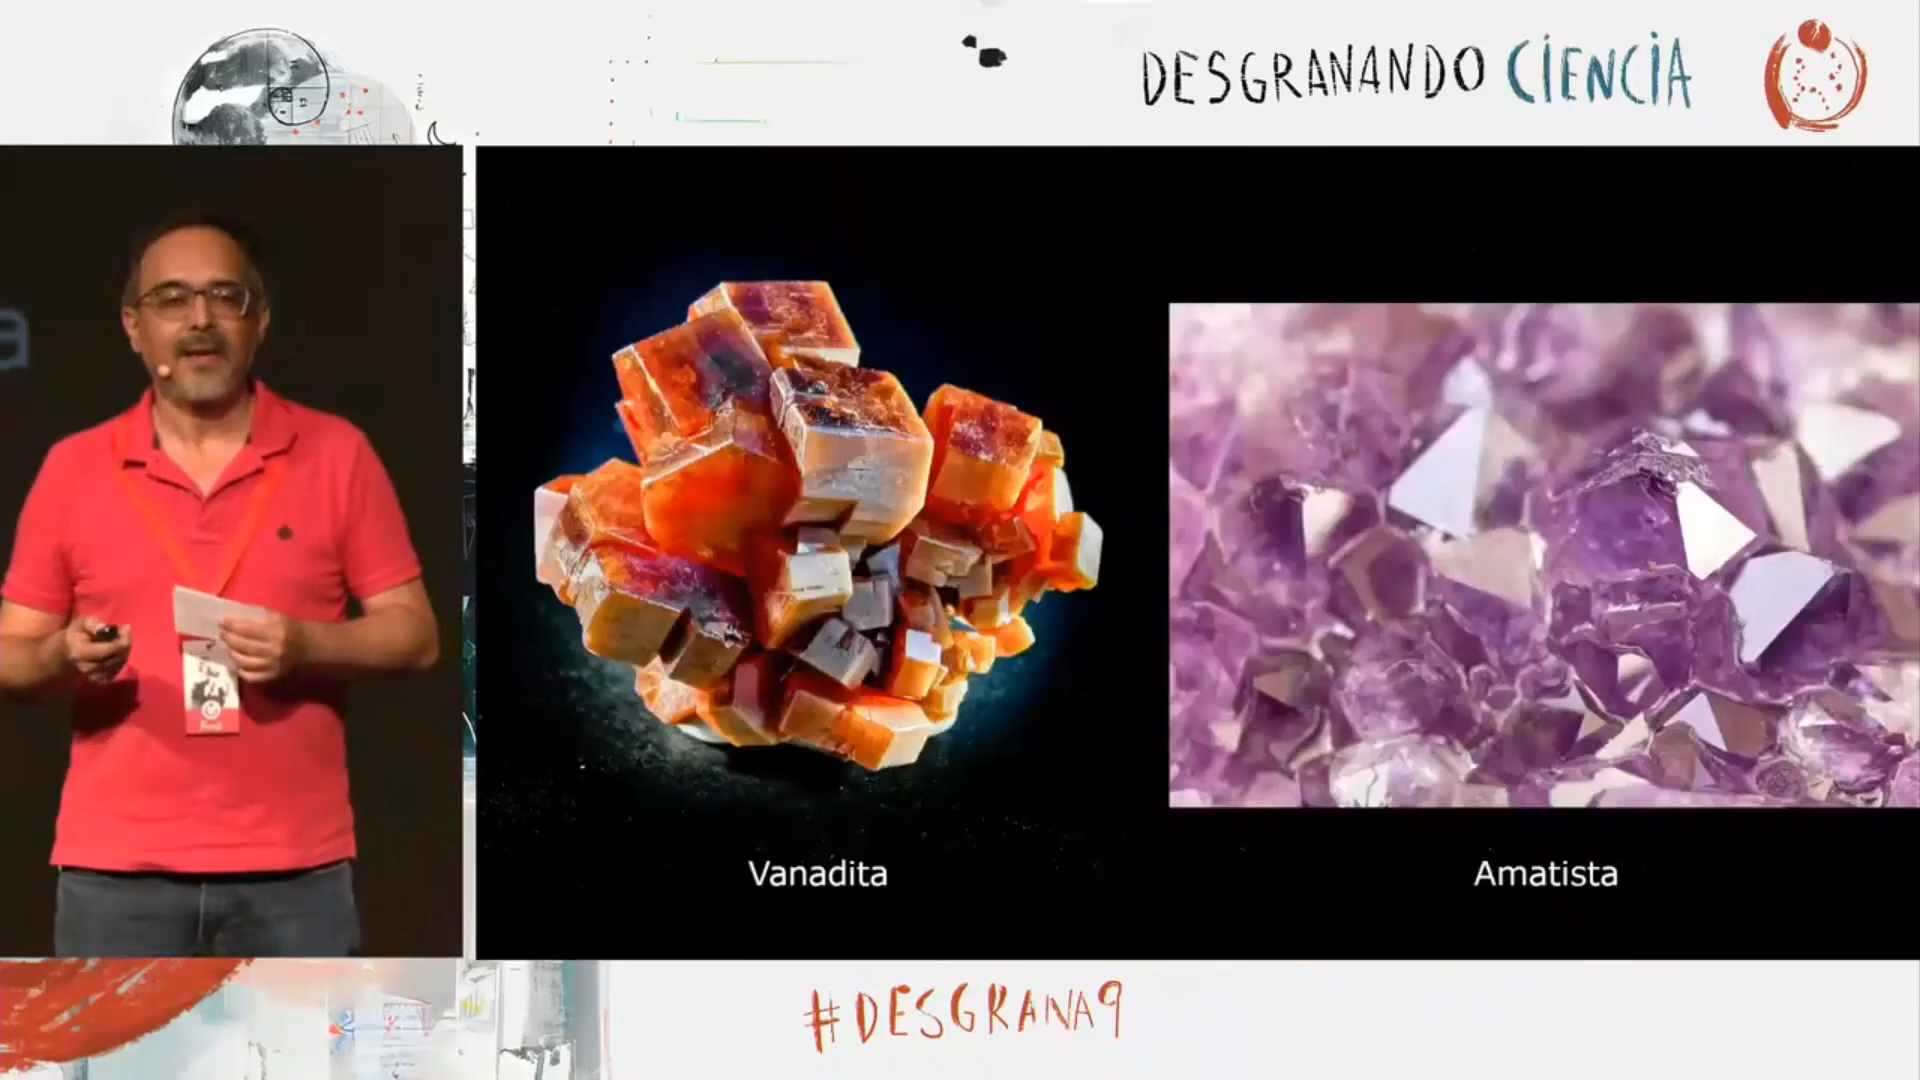 DESGRANANDO CIENCIA
a
Vanadita
Amatista
#DESGRANA9